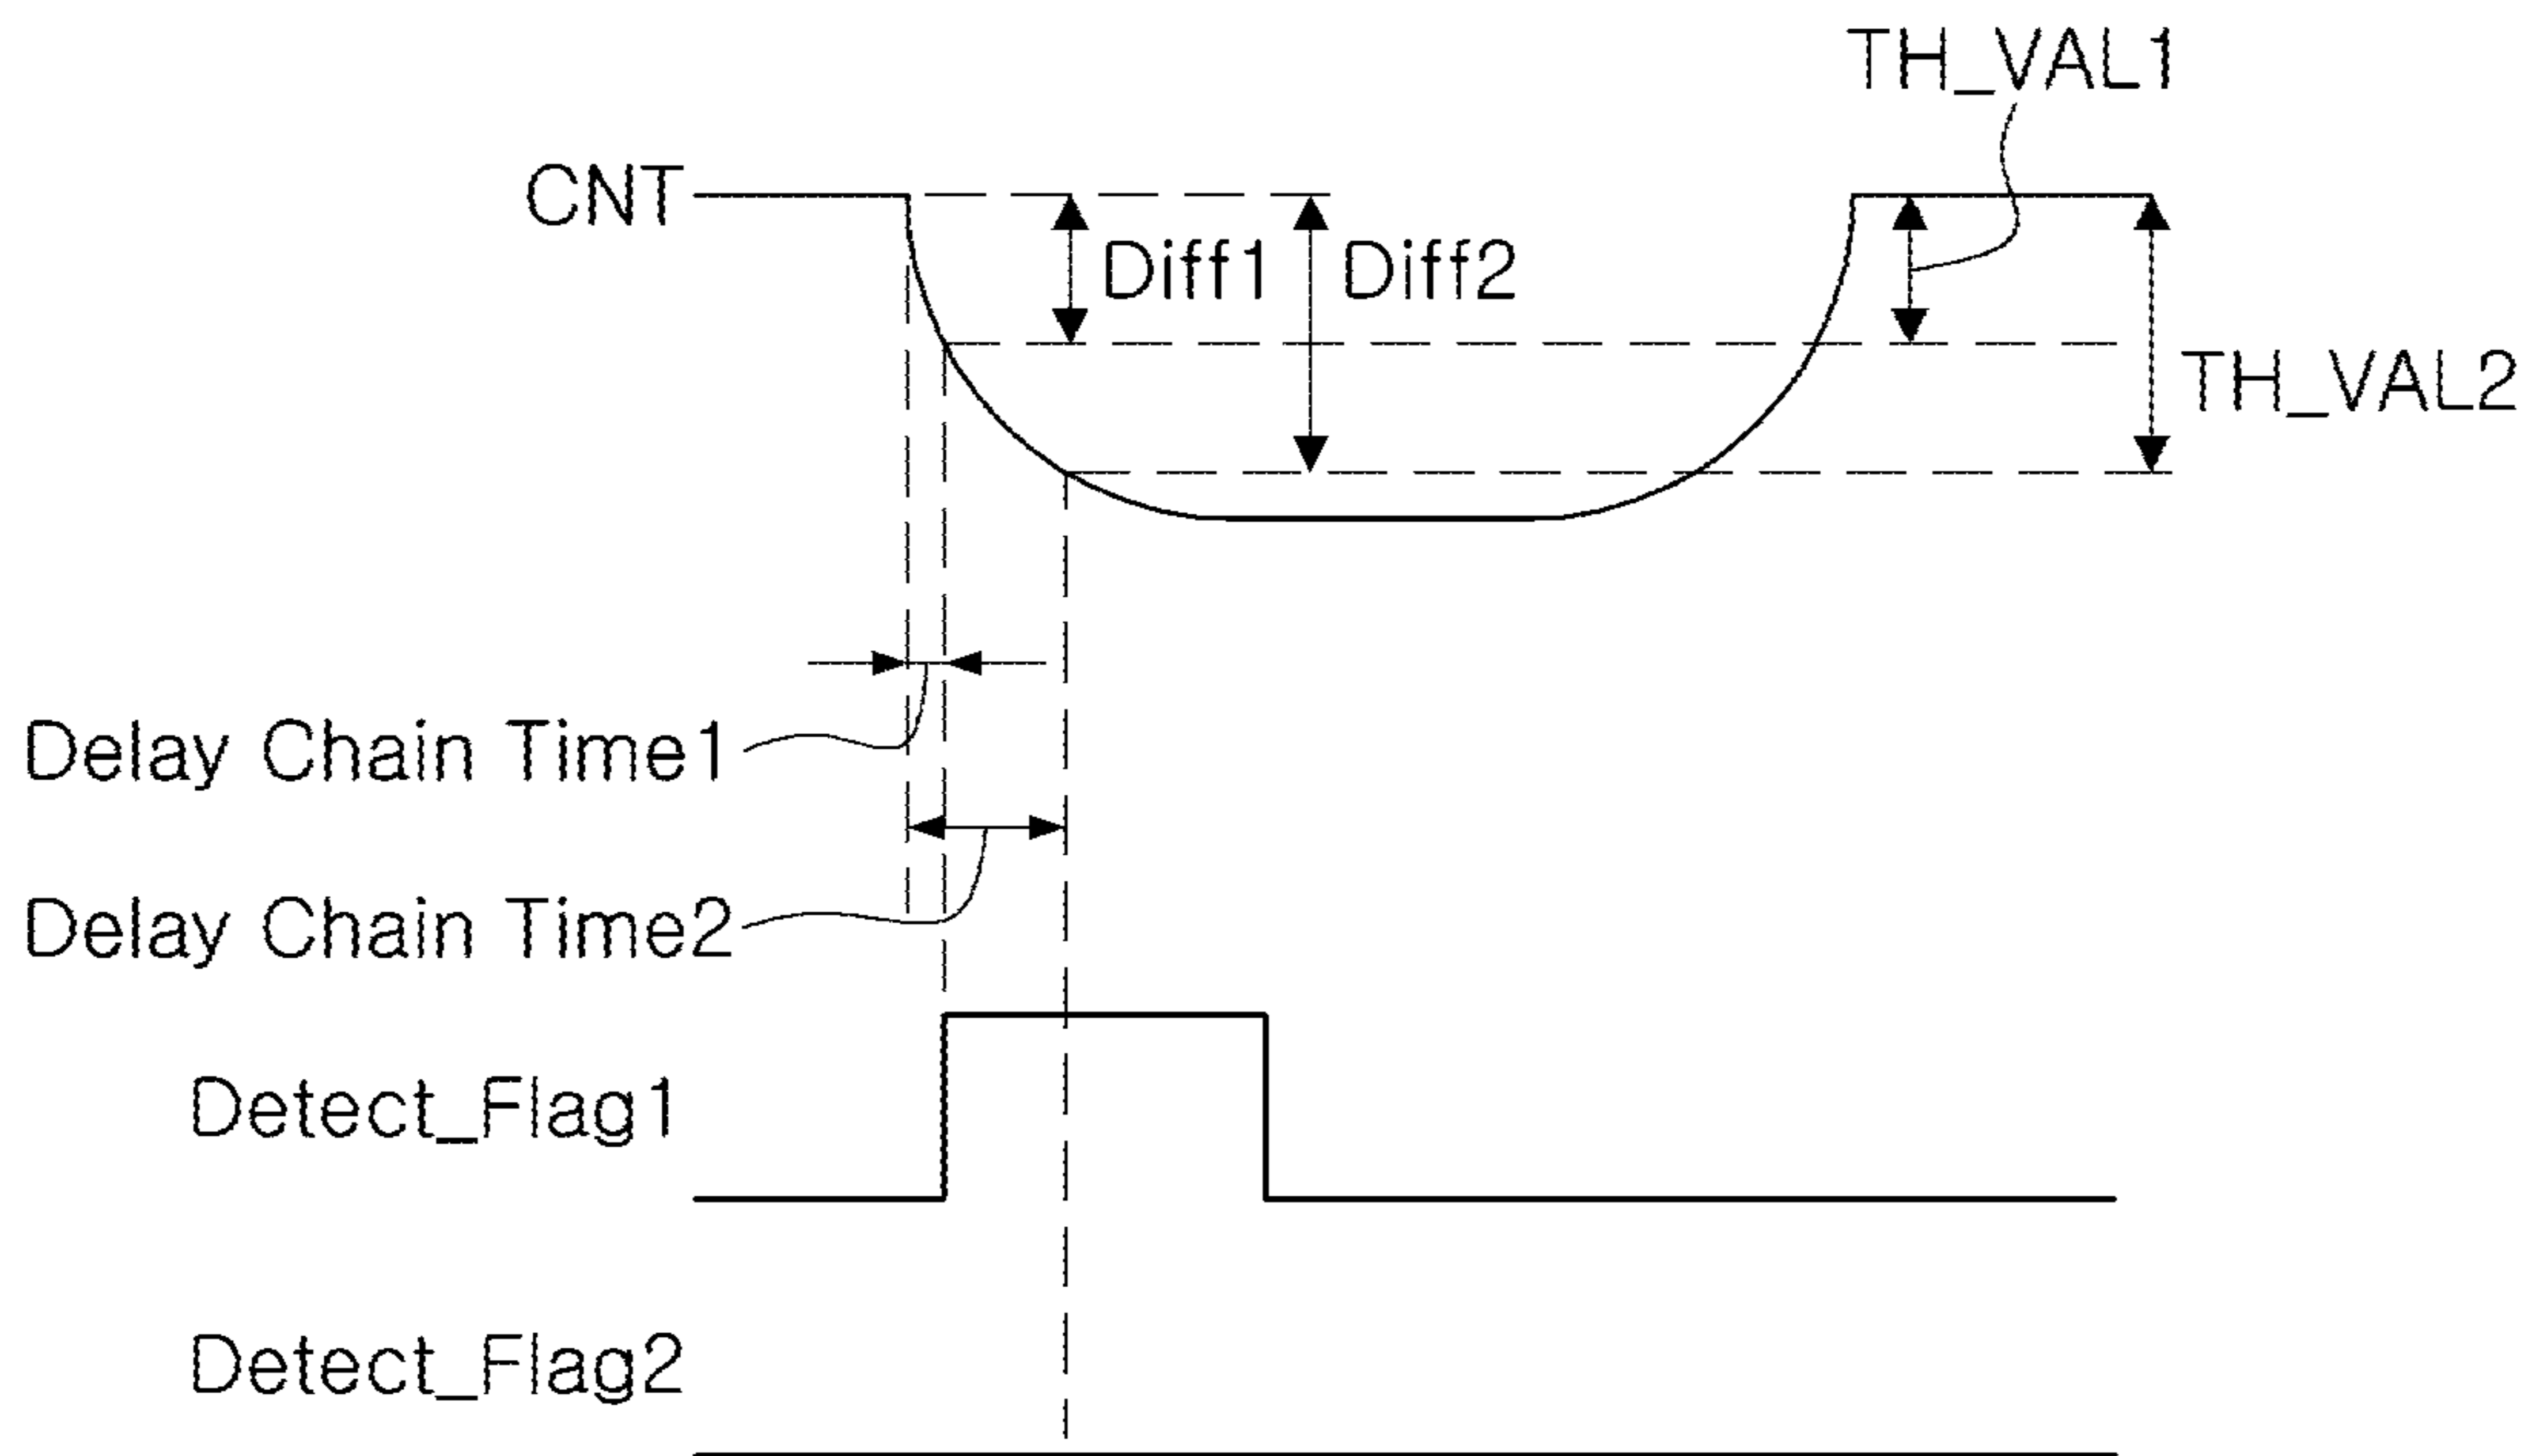 TH_VAL1
CNT
Diff1
Diff2
TH_VAL2
Delay Chain Time1
Delay Chain Time2
Detect_Flag1
Detect_Flag2